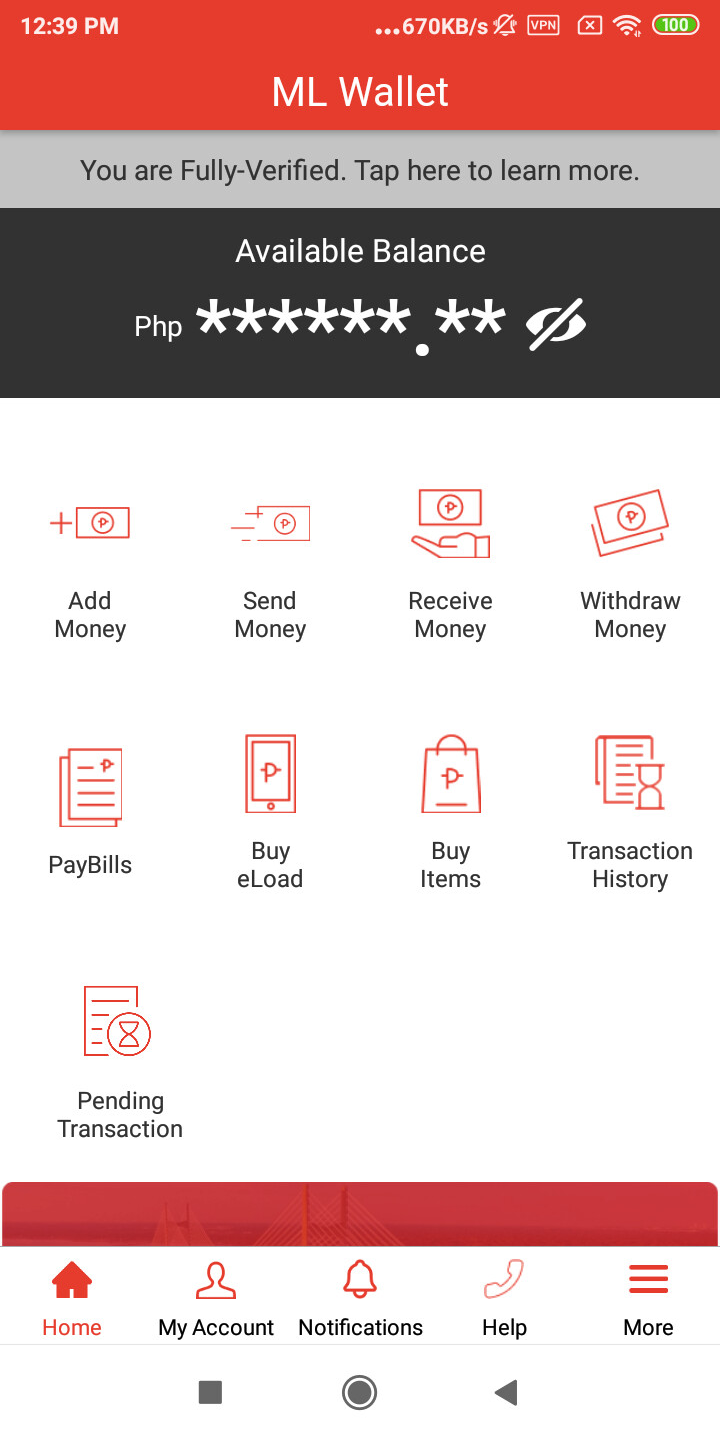 12:39 PM
...670KB/s VPN 100
ML Wallet
You are Fully-Verified. Tap here to learn more.
Available Balance
Php ******.**
Add Money
Send Money
Receive Money
Withdraw Money
PayBills
Buy eLoad
Buy Items
Transaction History
Pending Transaction
Home
My Account
Notifications
Help
More